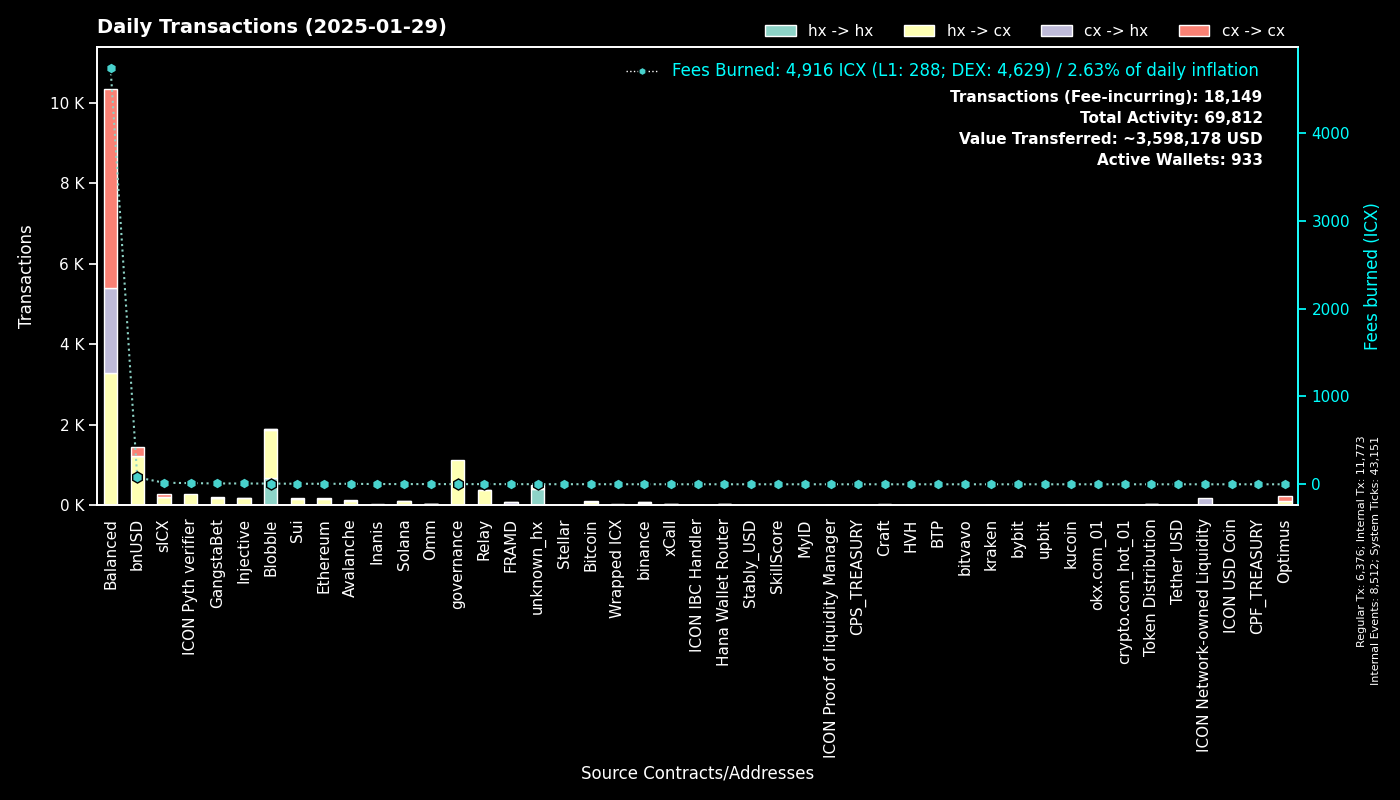 Daily Transactions (2025-01-29)
hx -> hx
hx -> cx
cx -> hx
cx -> cx
Fees Burned: 4,916 ICX (L1: 288; DEX: 4,629) / 2.63% of daily inflation
Transactions (Fee-incurring): 18,149
Total Activity: 69,812
Value Transferred: ~3,598,178 USD
Active Wallets: 933
Transactions
10 K
8 K
6 K
4 K
2 K
0 K
4000
3000
2000
1000
0
Fees burned (ICX)
Regular Tx: 6,376; Internal Tx: 11,773
Internal Events: 8,512; System Ticks: 43,151
Balanced
bnUSD
sICX
ICON Pyth verifier
GangstaBet
Injective
Blobble
Sui
Ethereum
Avalanche
Inanis
Solana
Omm
governance
Relay
FRAMD
unknown_hx
Stellar
Bitcoin
Wrapped ICX
binance
xCall
ICON IBC Handler
Hana Wallet Router
Stably_USD
SkillScore
MyID
ICON Proof of liquidity Manager
CPS_TREASURY
Craft
HVH
BTP
bitvavo
kraken
bybit
upbit
kucoin
okx.com_01
crypto.com_hot_01
Token Distribution
Tether USD
ICON Network-owned Liquidity
ICON USD Coin
CPF_TREASURY
Optimus
Source Contracts/Addresses